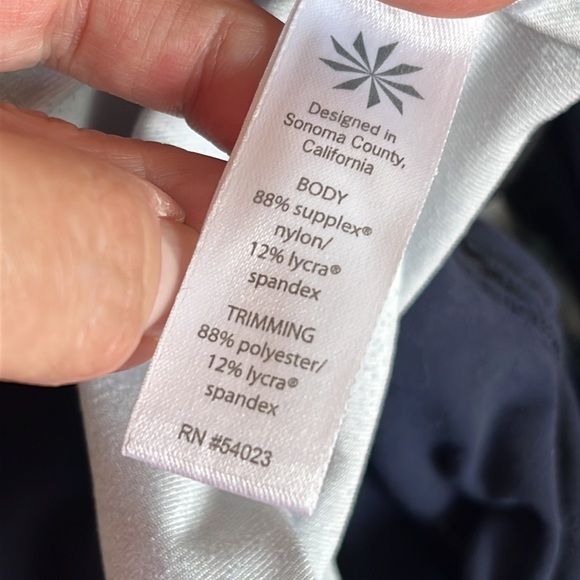 Designed in
Sonoma County,
California
BODY
88% supplex®
nylon/
12% lycra®
spandex
TRIMMING
88% polyester/
12% lycra®
spandex
RN #54023